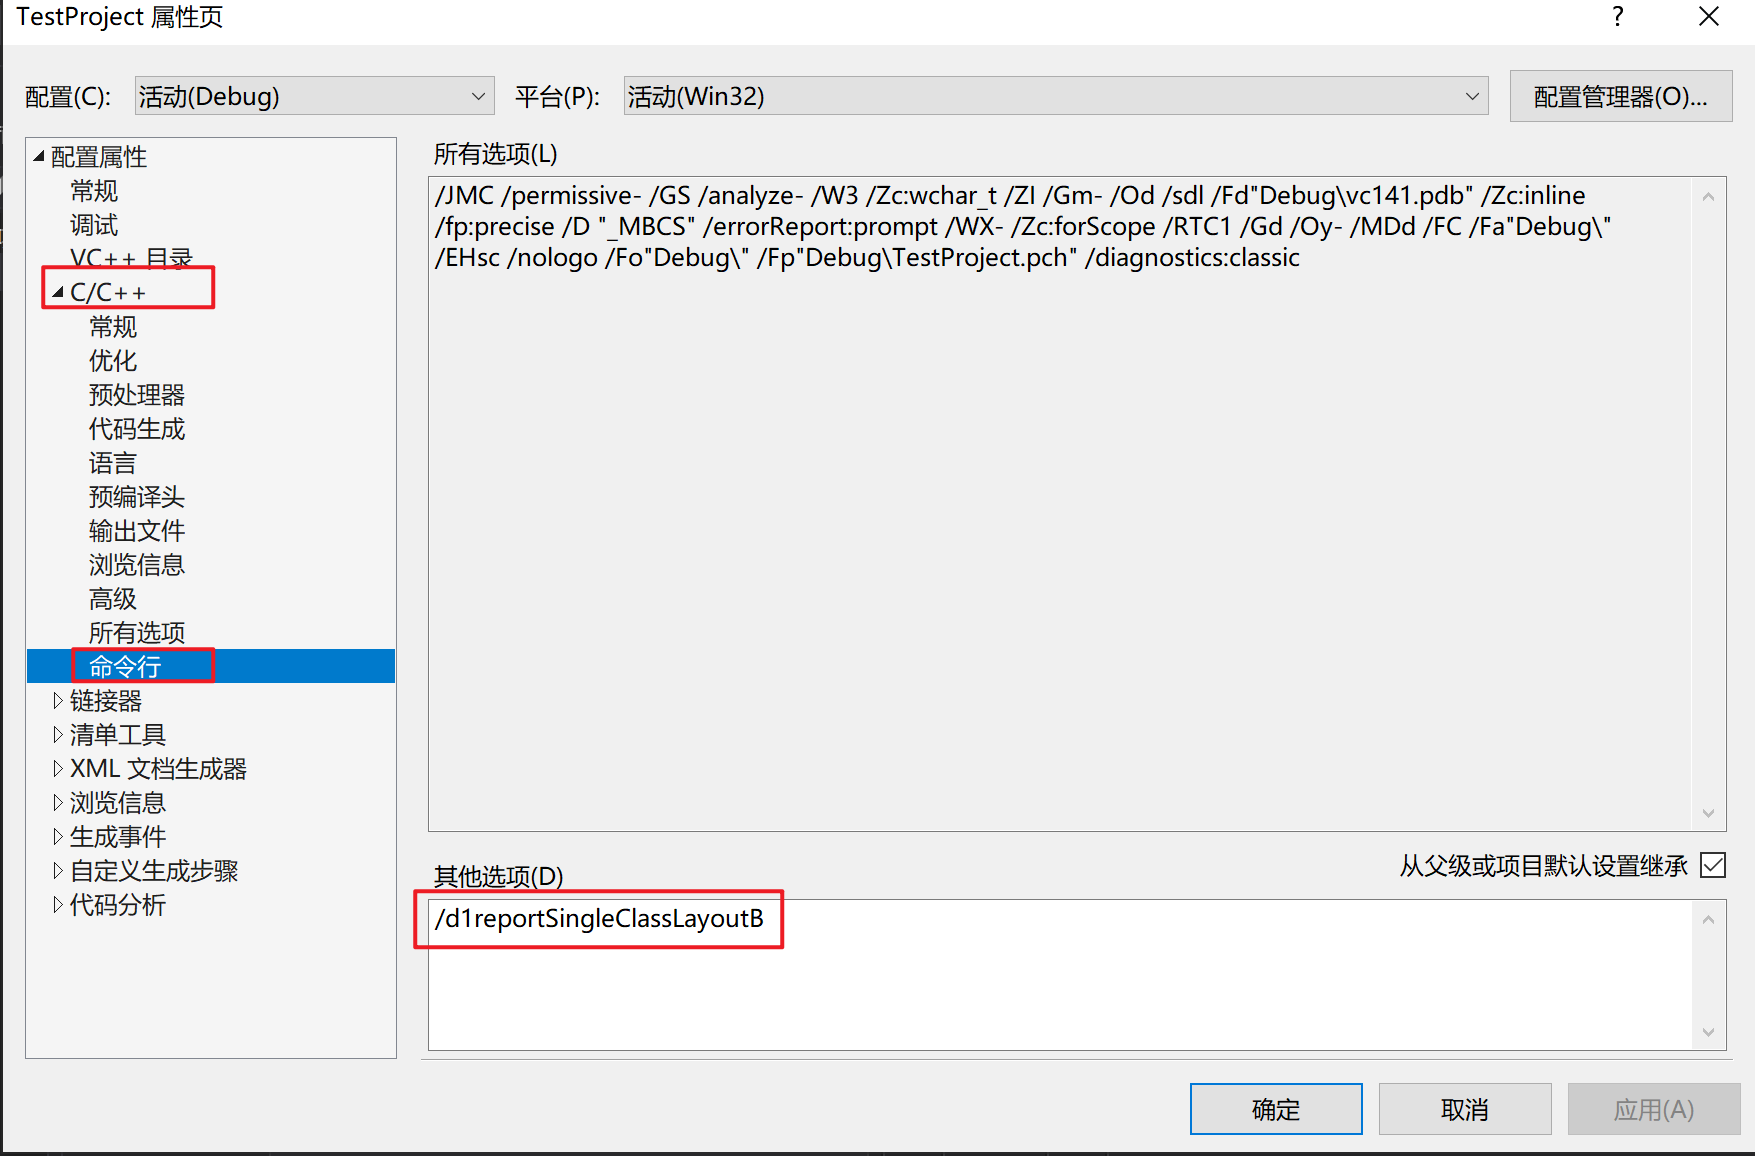 TestProject 属性页
?
配置(C): 活动(Debug) 平台(P): 活动(Win32) 配置管理器(O)...
配置属性
常规
调试
VC++ 目录
C/C++
常规
优化
预处理器
代码生成
语言
预编译头
输出文件
浏览信息
高级
所有选项
命令行
链接器
清单工具
XML 文档生成器
浏览信息
生成事件
自定义生成步骤
代码分析
所有选项(L)
/JMC /permissive- /GS /analyze- /W3 /Zc:wchar_t /ZI /Gm- /Od /sdl /Fd"Debug\vc141.pdb" /Zc:inline
/fp:precise /D "_MBCS" /errorReport:prompt /WX- /Zc:forScope /RTC1 /Gd /Oy- /MDd /FC /Fa"Debug\"
/EHsc /nologo /Fo"Debug\" /Fp"Debug\TestProject.pch" /diagnostics:classic
从父级或项目默认设置继承
其他选项(D)
/d1reportSingleClassLayoutB
确定 取消 应用(A)